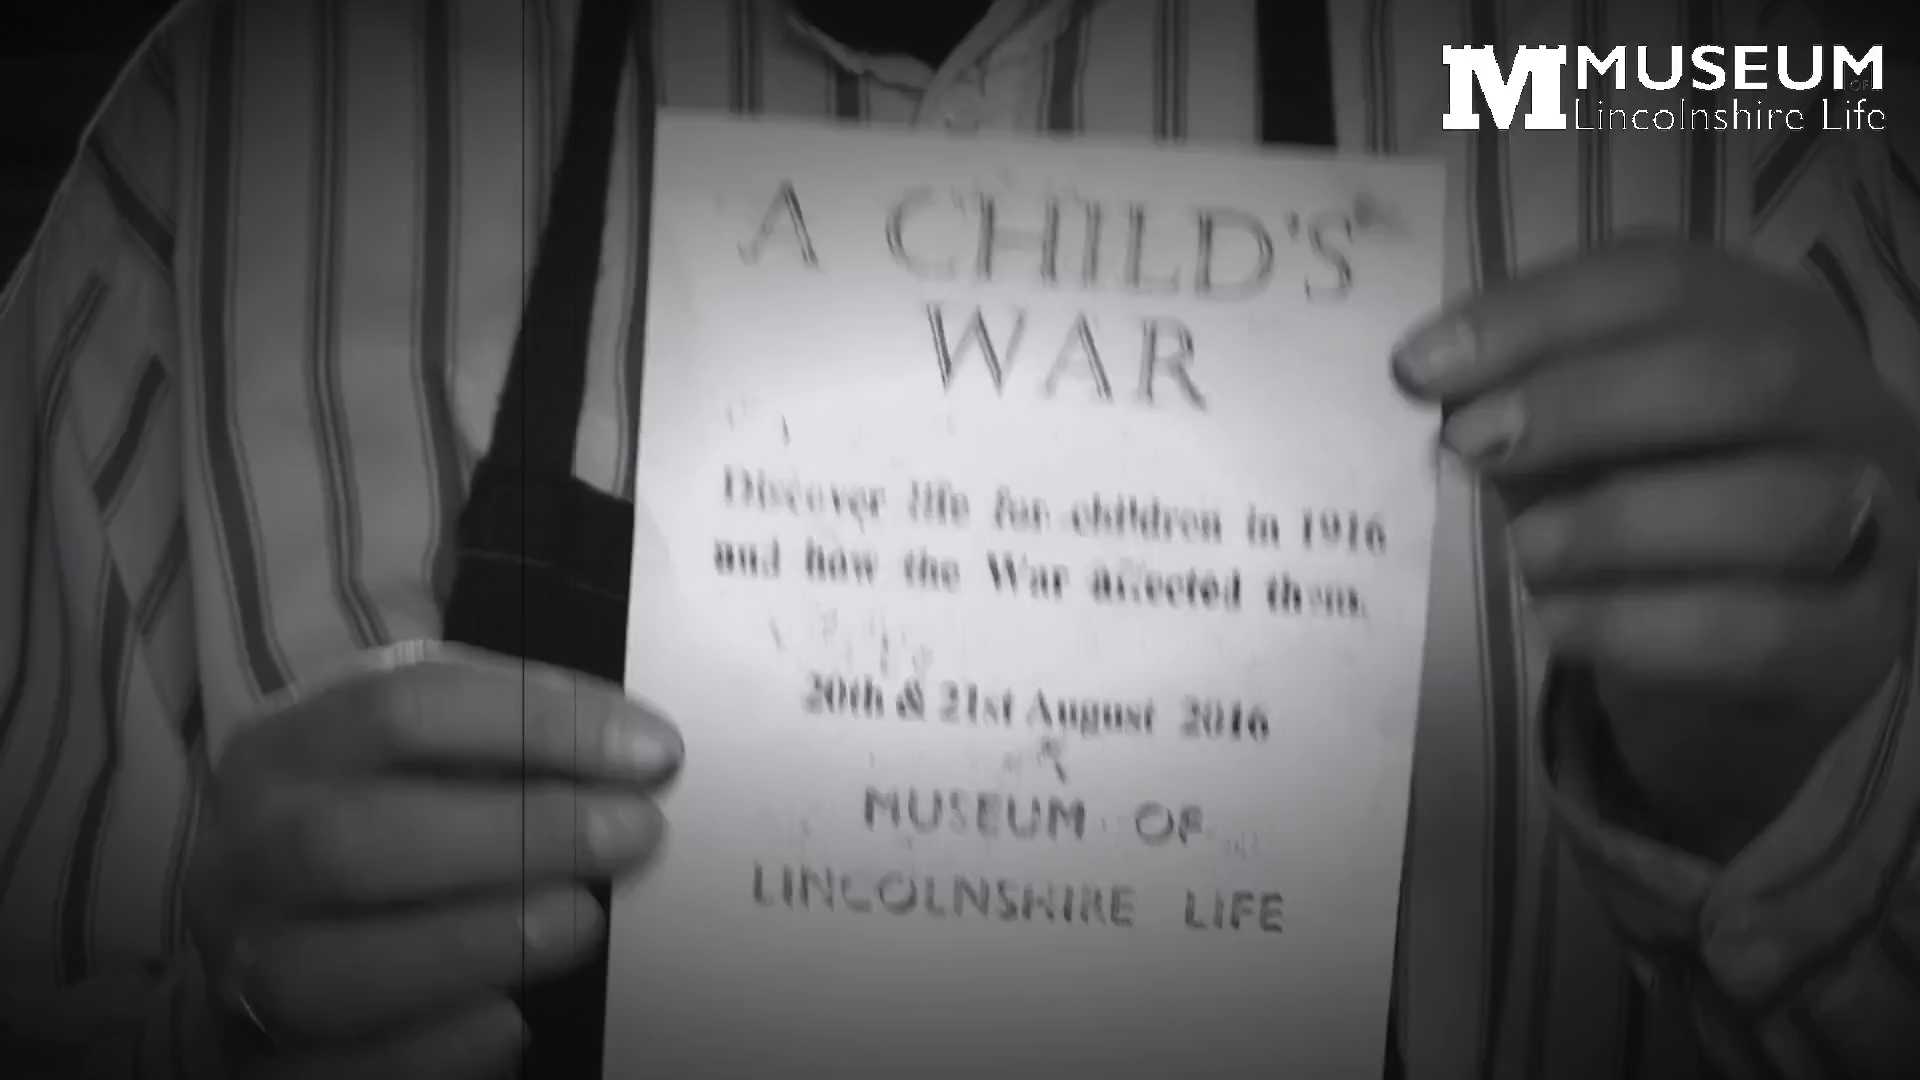 MUSEUM
OF
Lincolnshire Life
A CHILD'S
WAR
Discover life for children in 1916
and how the War affected them.
20th & 21st August 2016
MUSEUM OF
LINCOLNSHIRE LIFE